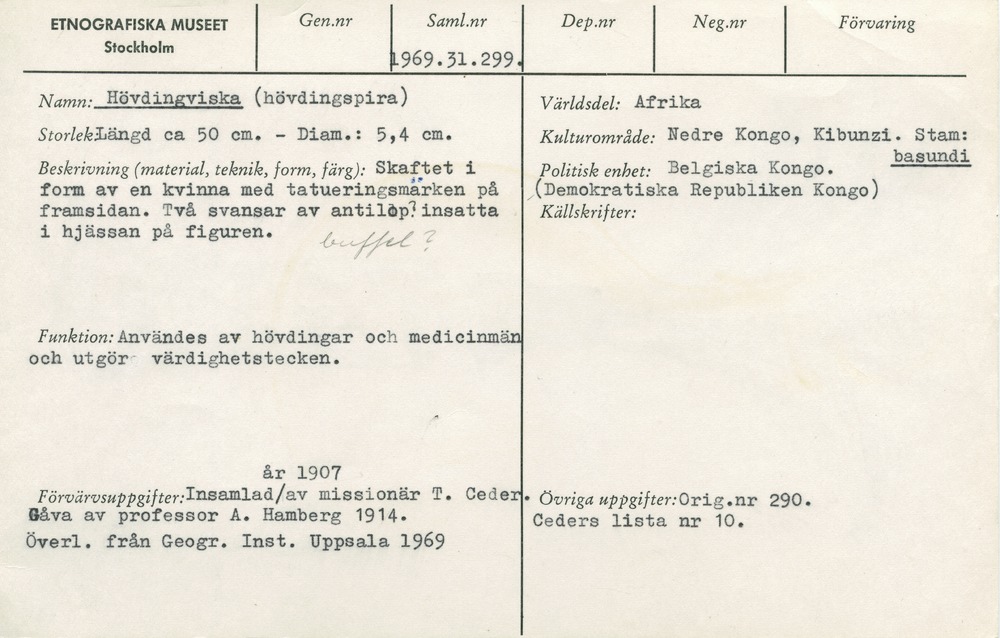 ETNOGRAFISKA MUSEET
Stockholm
Gen.nr
Saml.nr
1969.31.299.
Dep.nr
Neg.nr
Förvaring
Namn: Hövdingviska (hövdingspira)
Storlek: Längd ca 50 cm. - Diam.: 5,4 cm.
Beskrivning (material, teknik, form, färg): Skaftet i
form av en kvinna med tatueringsmärken på
framsidan. Två svansar av antilop? insatta
i hjässan på figuren.
buffel?
Funktion: Användes av hövdingar och medicinmän
och utgör värdighetstecken.
år 1907
Förvärvsuppgifter: Insamlad/av missionär T. Ceder.
Gåva av professor A. Hamberg 1914.
Överl. från Geogr. Inst. Uppsala 1969
Världsdel: Afrika
Kulturområde: Nedre Kongo, Kibunzi. Stam:
basundi
Politisk enhet: Belgiska Kongo.
(Demokratiska Republiken Kongo)
Källskrifter:
Övriga uppgifter: Orig.nr 290.
Ceders lista nr 10.